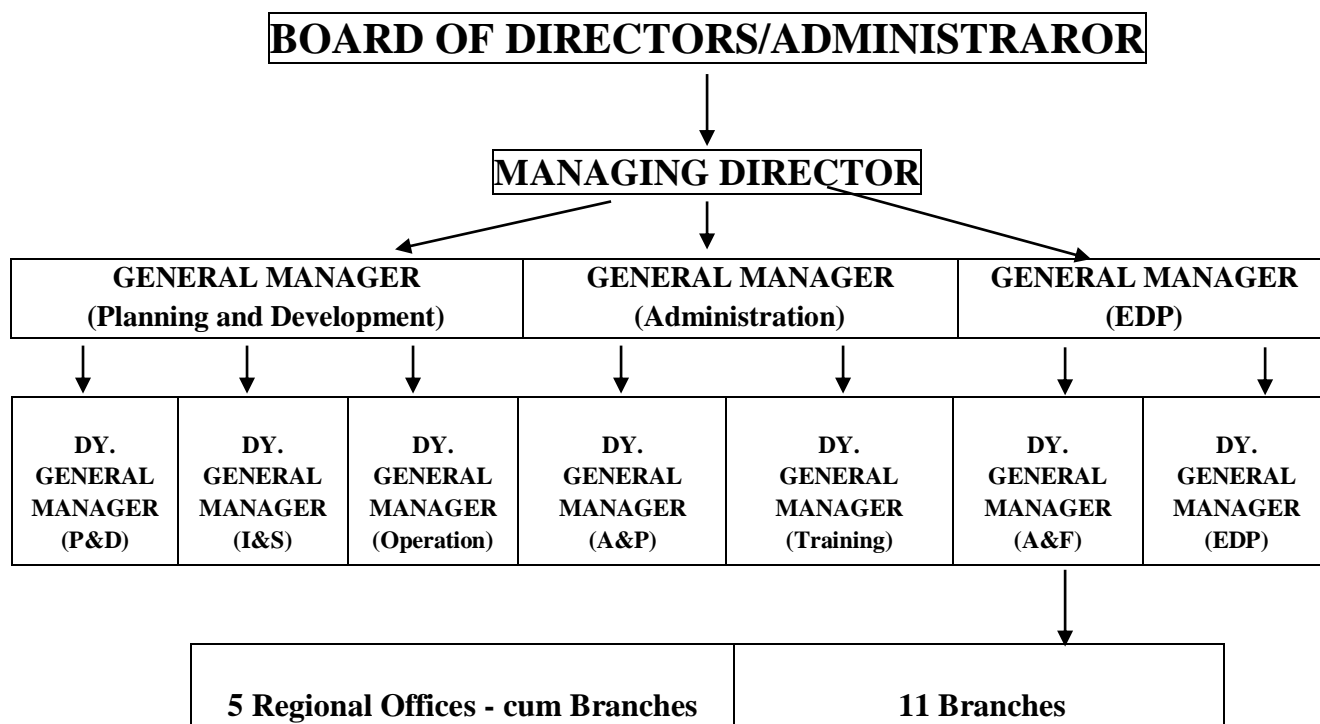 BOARD OF DIRECTORS/ADMINISTRAROR
MANAGING DIRECTOR
GENERAL MANAGER
(Planning and Development)
GENERAL MANAGER
(Administration)
GENERAL MANAGER
(EDP)
DY.
GENERAL
MANAGER
(P&D)
DY.
GENERAL
MANAGER
(I&S)
DY.
GENERAL
MANAGER
(Operation)
DY.
GENERAL
MANAGER
(A&P)
DY.
GENERAL
MANAGER
(Training)
DY.
GENERAL
MANAGER
(A&F)
DY.
GENERAL
MANAGER
(EDP)
5 Regional Offices - cum Branches
11 Branches